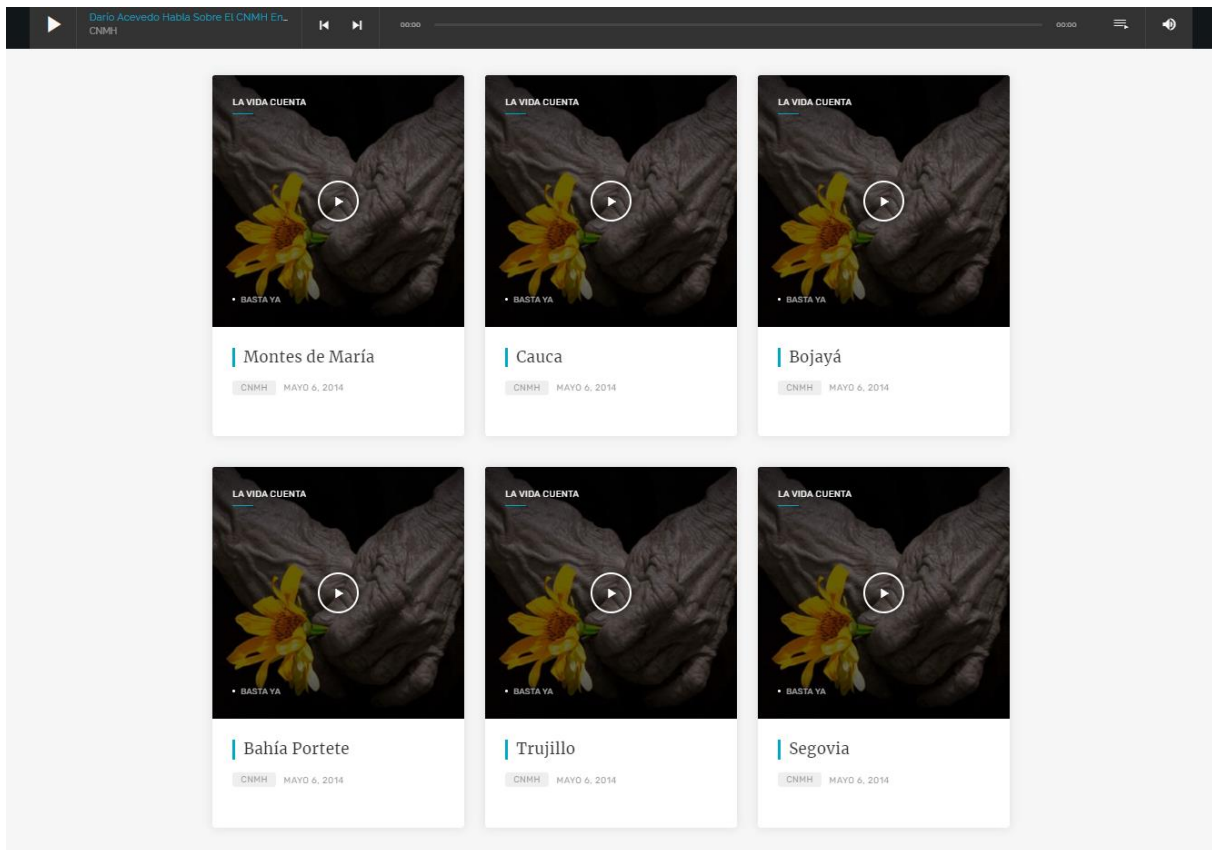 Dario Acevedo Habla Sobre El CNMH En...
CNMH
00:00
00:00
LA VIDA CUENTA
• BASTA YA
Montes de María
CNMH MAYO 6, 2014
LA VIDA CUENTA
• BASTA YA
Cauca
CNMH MAYO 6, 2014
LA VIDA CUENTA
• BASTA YA
Bojayá
CNMH MAYO 6, 2014
LA VIDA CUENTA
• BASTA YA
Bahía Portete
CNMH MAYO 6, 2014
LA VIDA CUENTA
• BASTA YA
Trujillo
CNMH MAYO 6, 2014
LA VIDA CUENTA
• BASTA YA
Segovia
CNMH MAYO 6, 2014